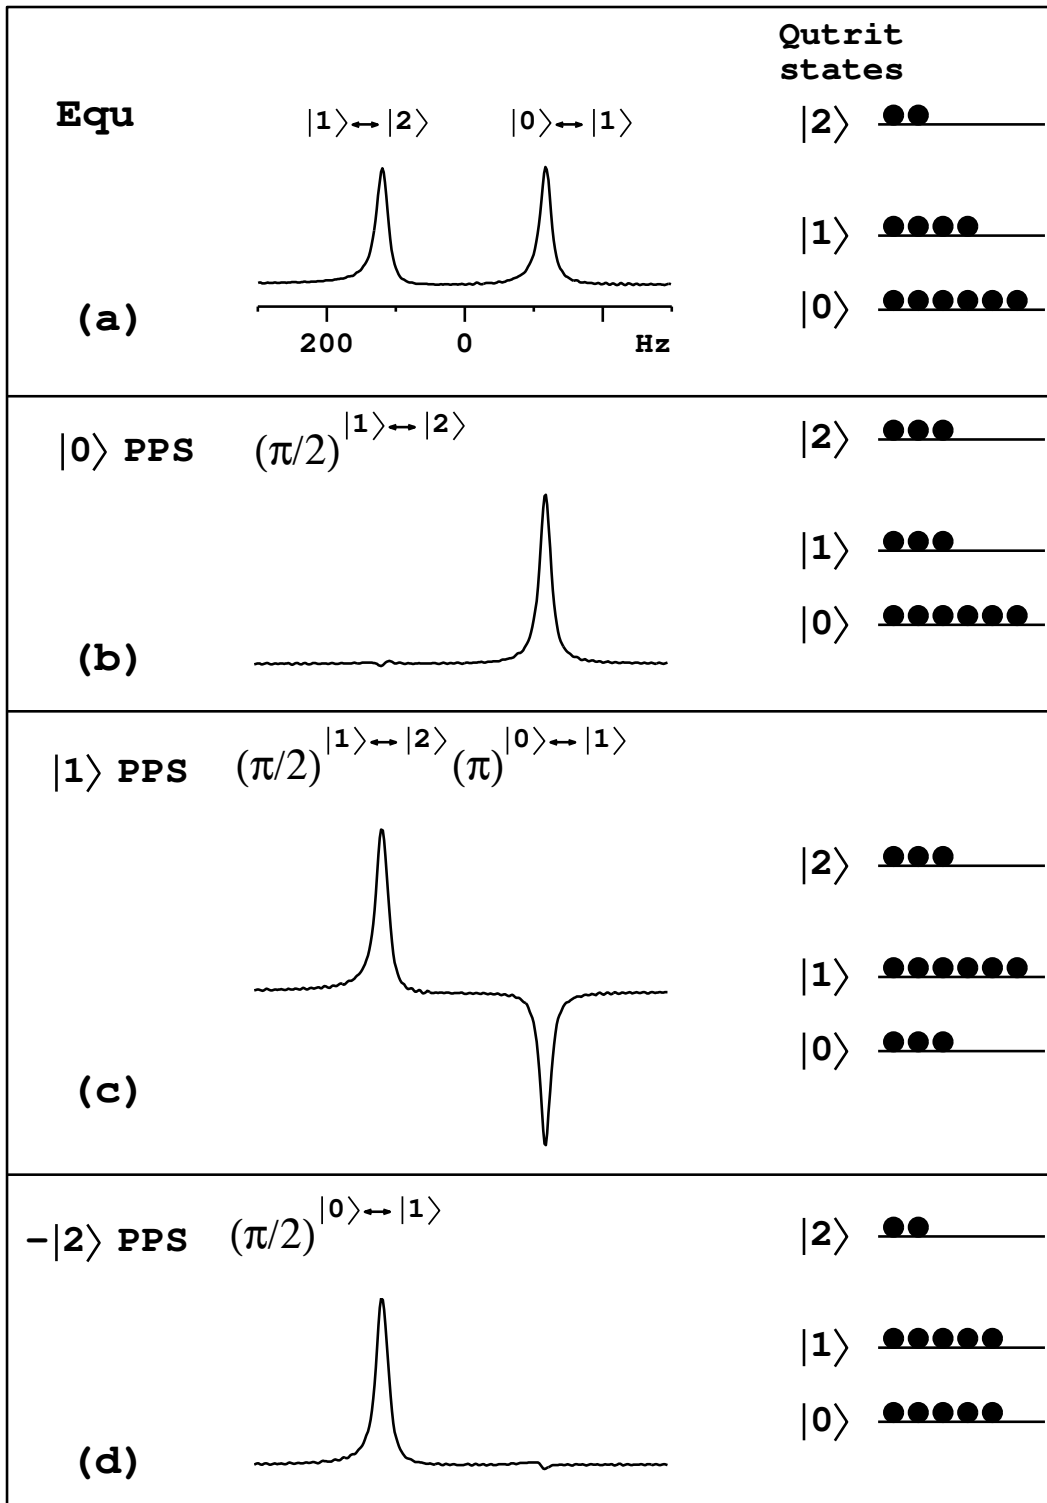 Qutrit
states
Equ
|1⟩↔|2⟩ |0⟩↔|1⟩
|2⟩
|1⟩
|0⟩
(a)
200 0 Hz
|0⟩ PPS (π/2)^|1⟩↔|2⟩
|2⟩
|1⟩
|0⟩
(b)
|1⟩ PPS (π/2)^|1⟩↔|2⟩ (π)^|0⟩↔|1⟩
|2⟩
|1⟩
|0⟩
(c)
-|2⟩ PPS (π/2)^|0⟩↔|1⟩
|2⟩
|1⟩
|0⟩
(d)